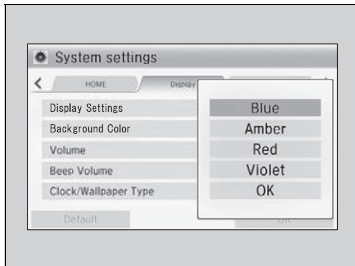 System settings
HOME
Display
Display Settings
Background Color
Volume
Beep Volume
Clock/Wallpaper Type
Blue
Amber
Red
Violet
OK
Default
OK